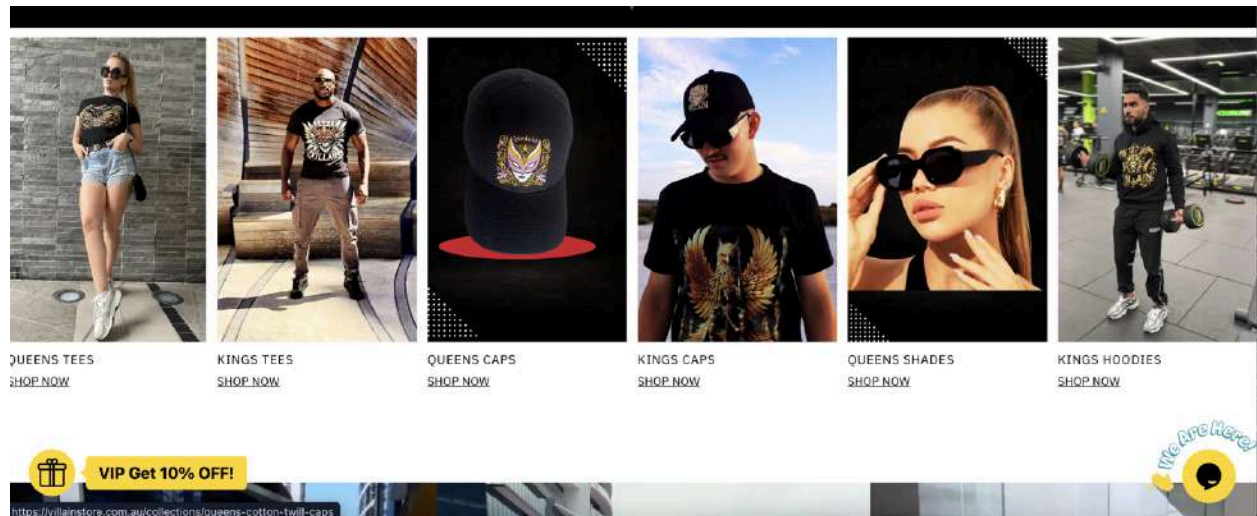 VILLAINS
QUEENS TEES
KINGS TEES
QUEENS CAPS
KINGS CAPS
QUEENS SHADES
KINGS HOODIES
SHOP NOW
SHOP NOW
SHOP NOW
SHOP NOW
SHOP NOW
SHOP NOW
We Are Here!
VIP Get 10% OFF!
https://villainstore.com.au/collections/queens-cotton-twill-caps